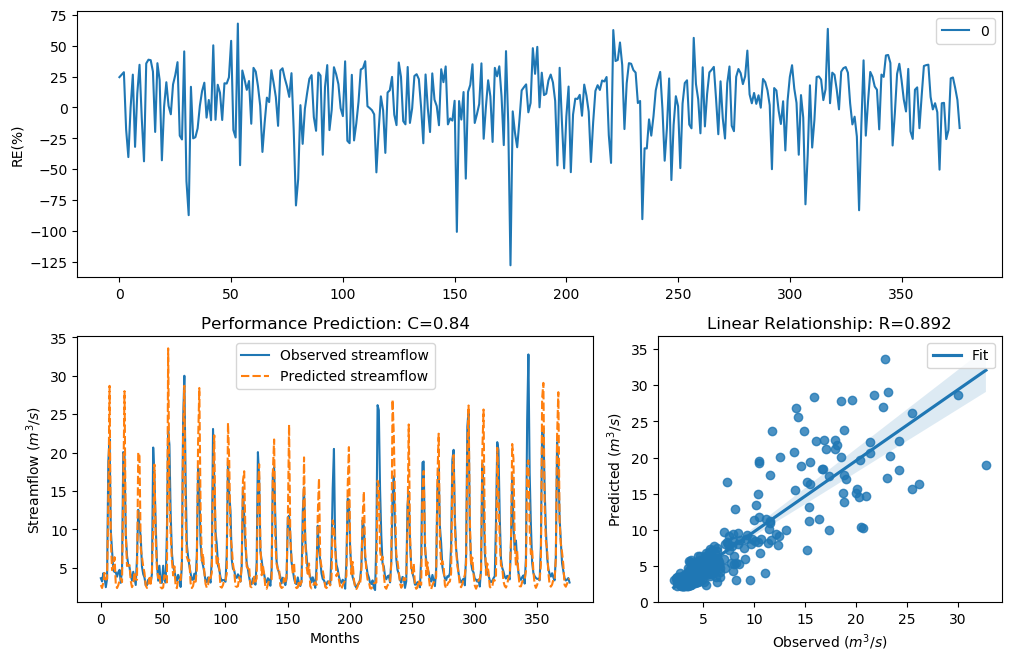 RE(%)
75
50
25
0
−25
−50
−75
−100
−125
0
0 50 100 150 200 250 300 350
Performance Prediction: C=0.84
Streamflow (m³/s)
35
30
25
20
15
10
5
Observed streamflow
Predicted streamflow
0 50 100 150 200 250 300 350
Months
Linear Relationship: R=0.892
Predicted (m³/s)
35
30
25
20
15
10
5
0
Fit
5 10 15 20 25 30
Observed (m³/s)